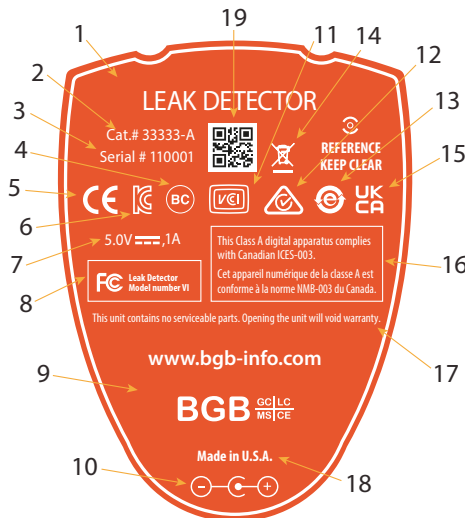 19
11
14
12
1
2
3
4
5
6
7
8
9
10
13
15
16
17
18
LEAK DETECTOR
Cat.# 33333-A
Serial # 110001
REFERENCE
KEEP CLEAR
CE
BC
VCI
e
UK
CA
5.0V ,1A
This Class A digital apparatus complies
with Canadian ICES-003.
Cet appareil numérique de la classe A est
conforme à la norme NMB-003 du Canada.
FC Leak Detector
Model number VI
This unit contains no serviceable parts. Opening the unit will void warranty.
www.bgb-info.com
BGB
GC LC
MS CE
Made in U.S.A.